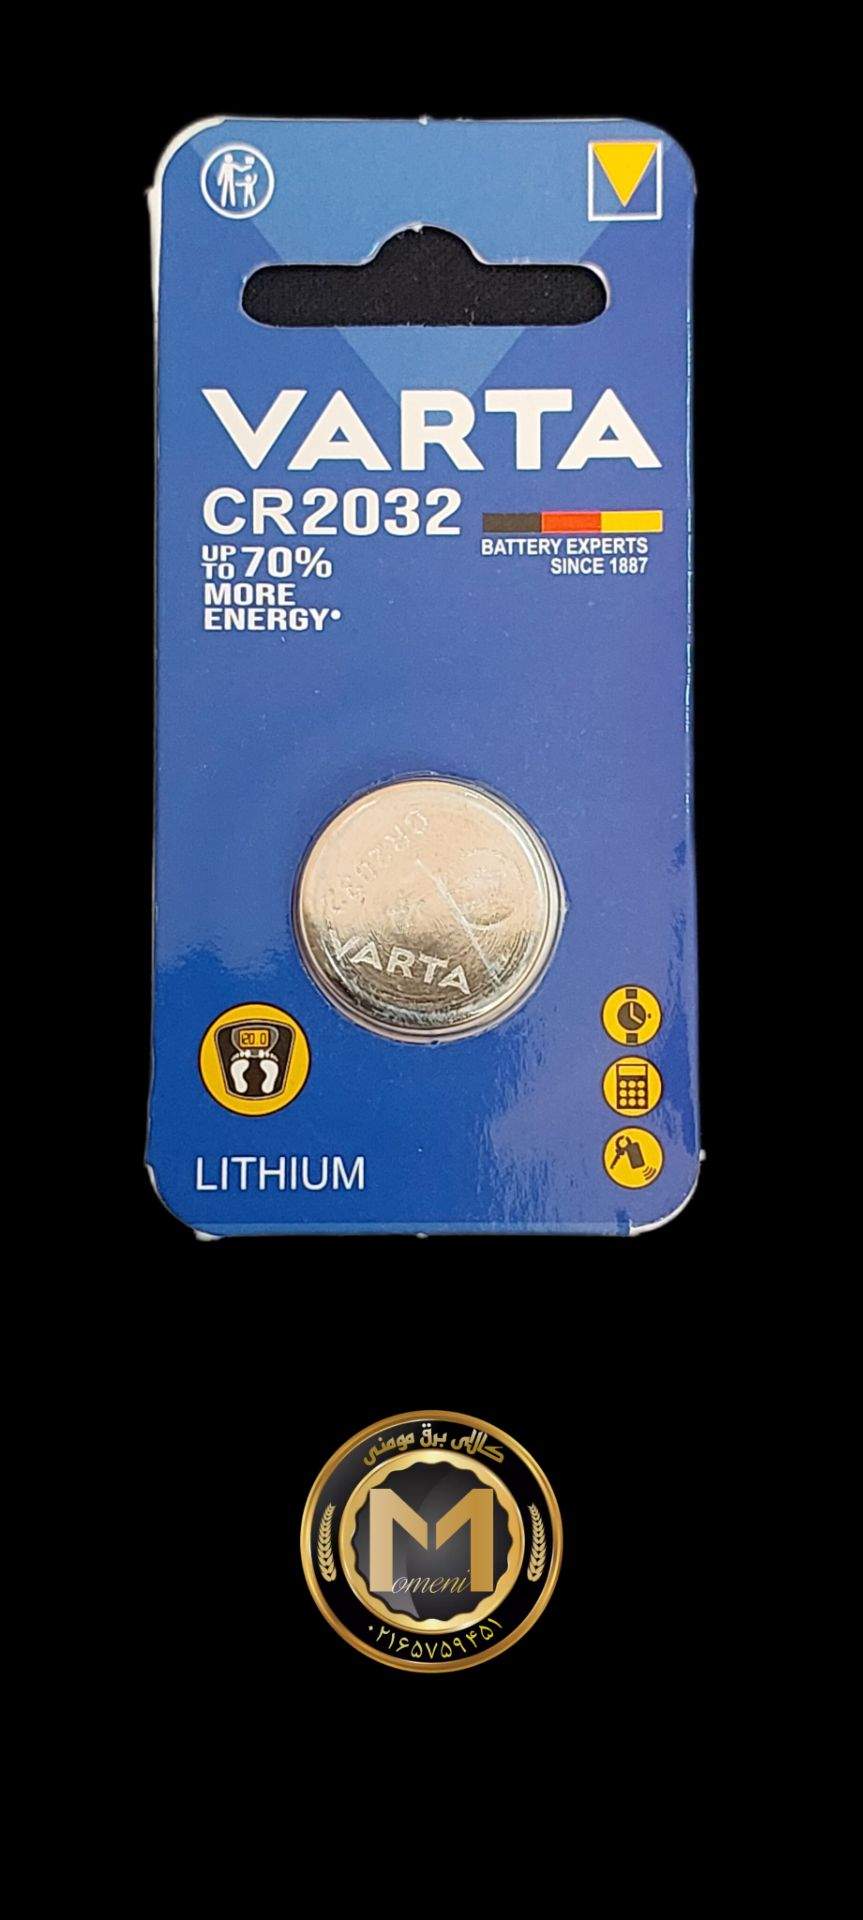 VARTA
CR2032
UP TO 70%
MORE
ENERGY•
BATTERY EXPERTS
SINCE 1887
CR2032
VARTA
LITHIUM
کالای برق مومنی
M
omeni
۰۲۱۶۵۷۵۹۴۵۱